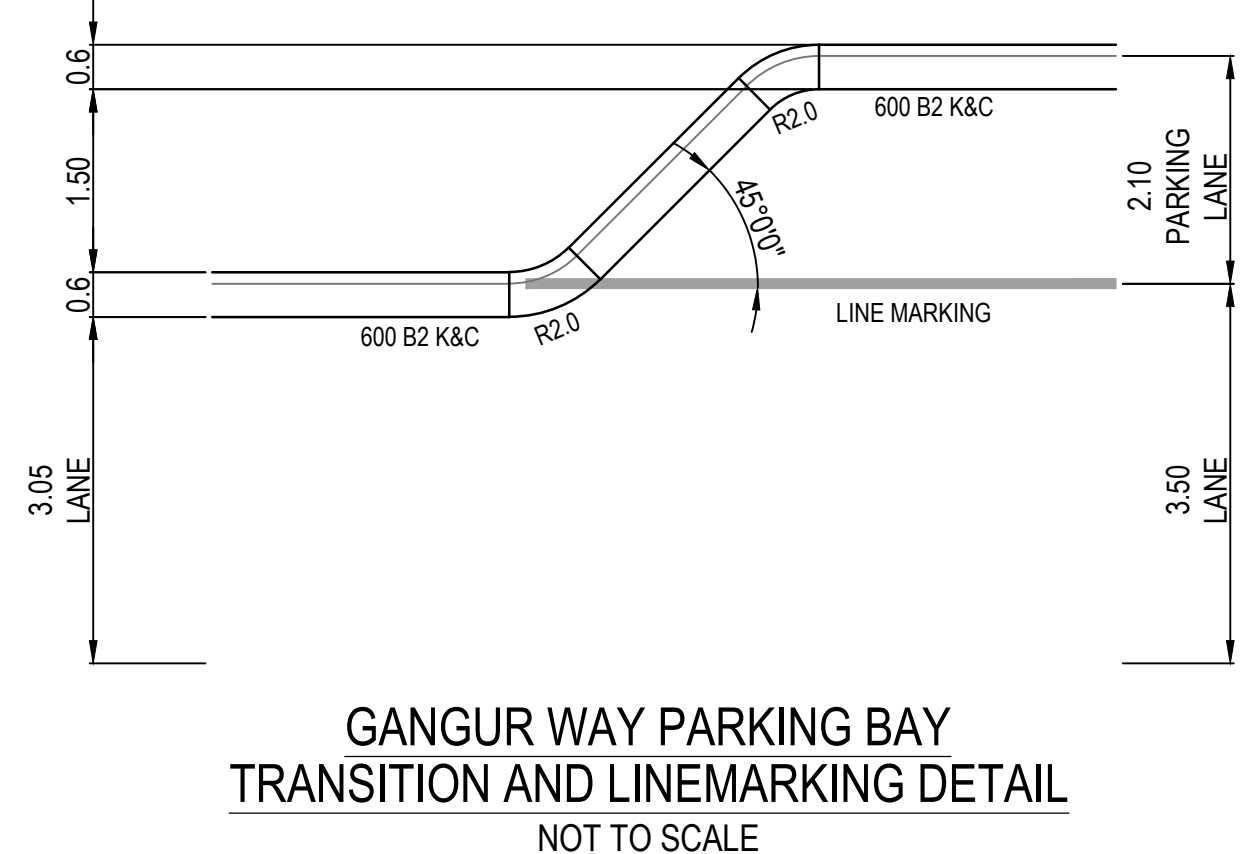 0.6
1.50
0.6
3.05
LANE
600 B2 K&C
R2.0
45°0'0"
R2.0
600 B2 K&C
LINE MARKING
2.10
PARKING
LANE
3.50
LANE
GANGUR WAY PARKING BAY
TRANSITION AND LINEMARKING DETAIL
NOT TO SCALE